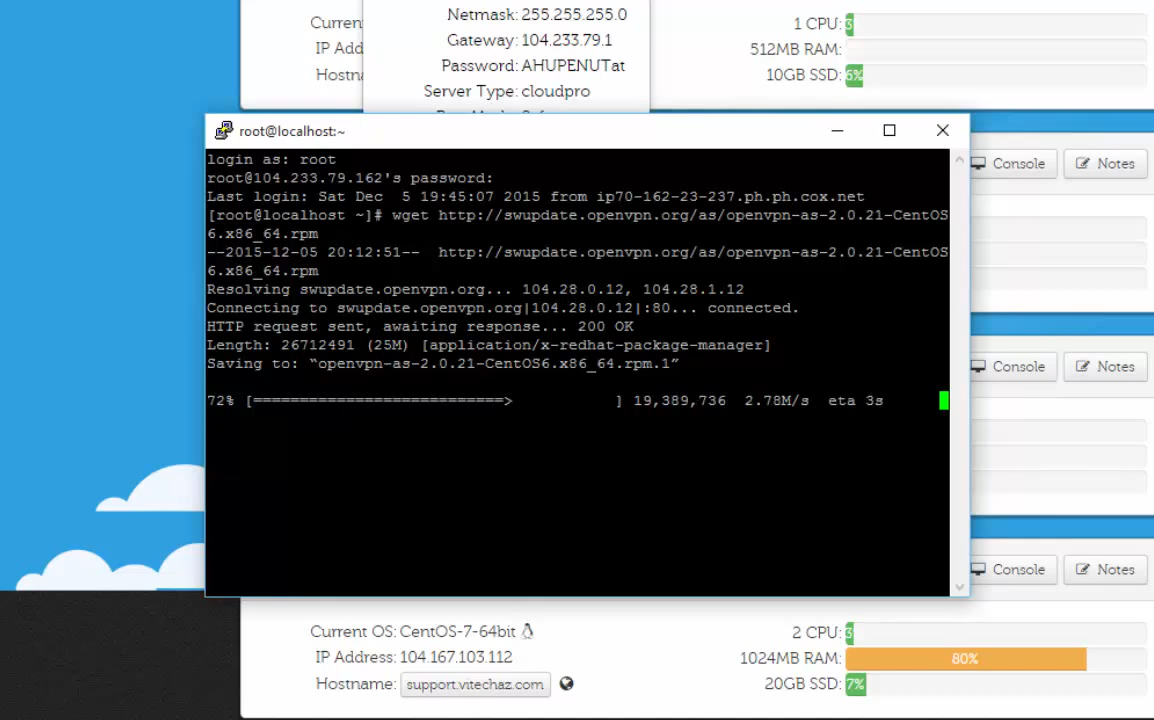 Netmask: 255.255.255.0
Gateway: 104.233.79.1
Password: AHUPENUTat
Server Type: cloudpro
Curren
IP Add
Hostn
1 CPU: 3
512MB RAM:
10GB SSD: 6%
root@localhost:~
login as: root
root@104.233.79.162's password:
Last login: Sat Dec  5 19:45:07 2015 from ip70-162-23-237.ph.ph.cox.net
[root@localhost ~]# wget http://swupdate.openvpn.org/as/openvpn-as-2.0.21-CentOS
6.x86_64.rpm
--2015-12-05 20:12:51--  http://swupdate.openvpn.org/as/openvpn-as-2.0.21-CentOS
6.x86_64.rpm
Resolving swupdate.openvpn.org... 104.28.0.12, 104.28.1.12
Connecting to swupdate.openvpn.org|104.28.0.12|:80... connected.
HTTP request sent, awaiting response... 200 OK
Length: 26712491 (25M) [application/x-redhat-package-manager]
Saving to: “openvpn-as-2.0.21-CentOS6.x86_64.rpm.1”
72% [===========================>           ] 19,389,736  2.78M/s  eta 3s
Console Notes
Console Notes
Console Notes
Current OS: CentOS-7-64bit
IP Address: 104.167.103.112
Hostname: support.vitechaz.com
2 CPU: 3
1024MB RAM: 80%
20GB SSD: 7%